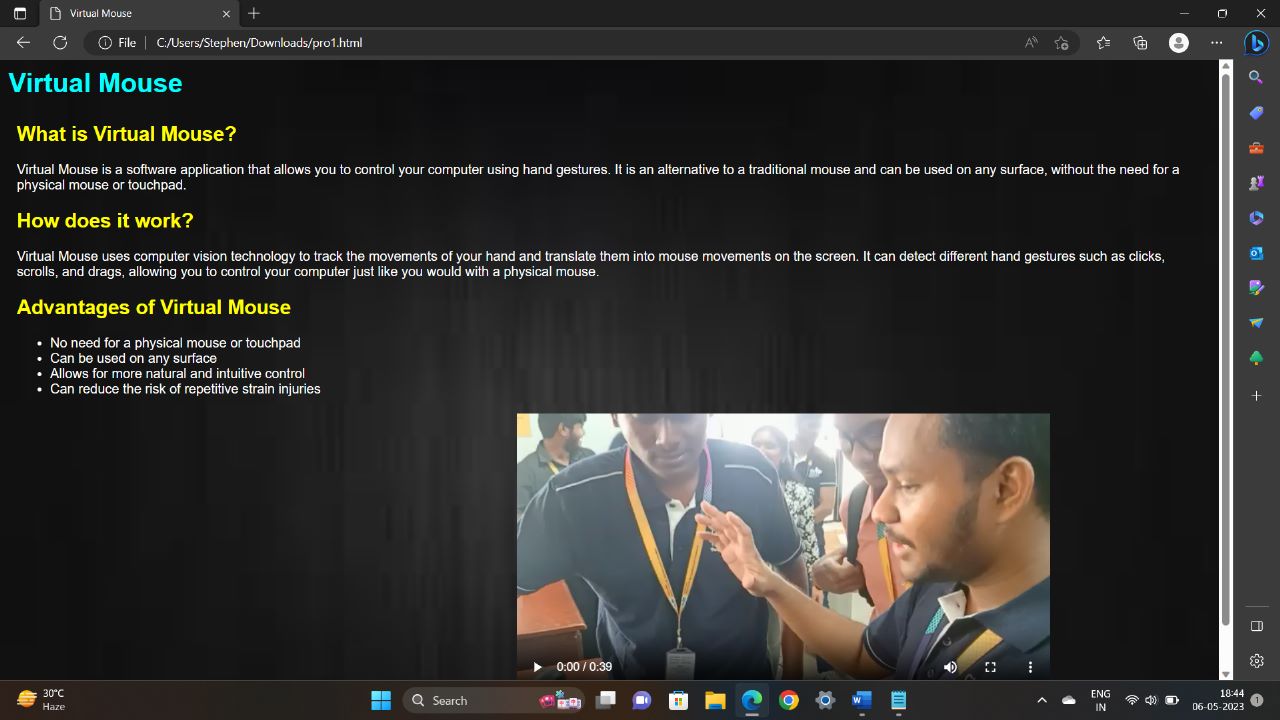 Virtual Mouse
File
C:/Users/Stephen/Downloads/pro1.html
Virtual Mouse
What is Virtual Mouse?
Virtual Mouse is a software application that allows you to control your computer using hand gestures. It is an alternative to a traditional mouse and can be used on any surface, without the need for a
physical mouse or touchpad.
How does it work?
Virtual Mouse uses computer vision technology to track the movements of your hand and translate them into mouse movements on the screen. It can detect different hand gestures such as clicks,
scrolls, and drags, allowing you to control your computer just like you would with a physical mouse.
Advantages of Virtual Mouse
• No need for a physical mouse or touchpad
• Can be used on any surface
• Allows for more natural and intuitive control
• Can reduce the risk of repetitive strain injuries
0:00 / 0:39
30°C
Haze
Search
ENG
IN
18:44
06-05-2023
1